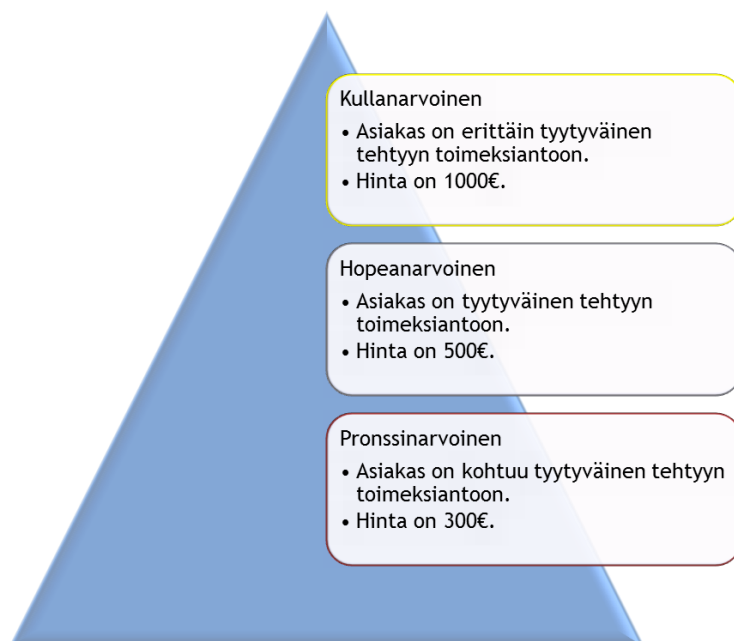 Kullanarvoinen
• Asiakas on erittäin tyytyväinen
tehtyyn toimeksiantoon.
• Hinta on 1000€.
Hopeanarvoinen
• Asiakas on tyytyväinen tehtyyn
toimeksiantoon.
• Hinta on 500€.
Pronssinarvoinen
• Asiakas on kohtuu tyytyväinen tehtyyn
toimeksiantoon.
• Hinta on 300€.